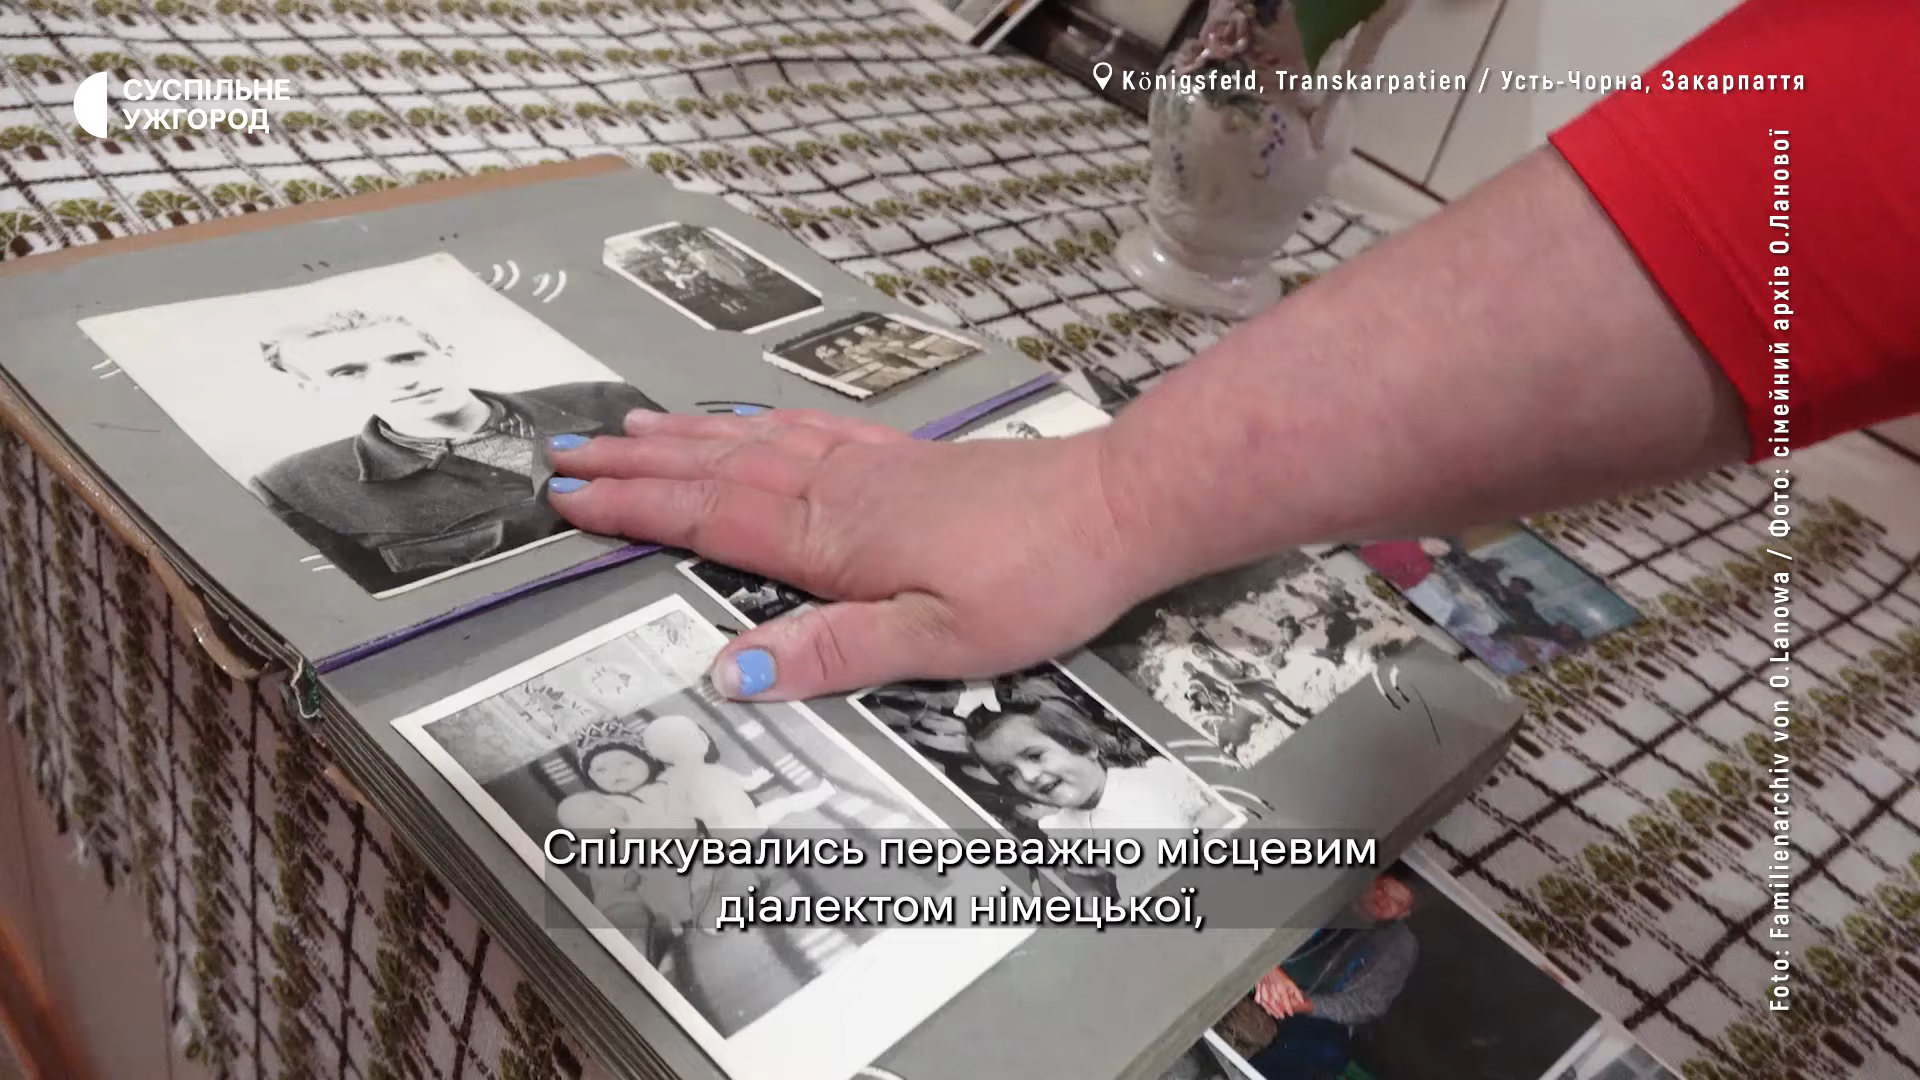 СУСПІЛЬНЕ
УЖГОРОД
Königsfeld, Transkarpatien / Усть-Чорна, Закарпаття
Foto: Familienarchiv von O.Lanowa / Фото: сімейний архів О.Ланової
Спілкувались переважно місцевим
діалектом німецької,